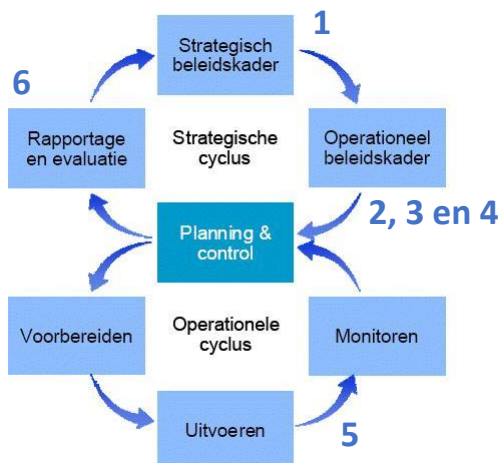 1
Strategisch
beleidskader
6
Rapportage
en evaluatie
Strategische
cyclus
Operationeel
beleidskader
2, 3 en 4
Planning &
control
Voorbereiden
Operationele
cyclus
Monitoren
Uitvoeren
5